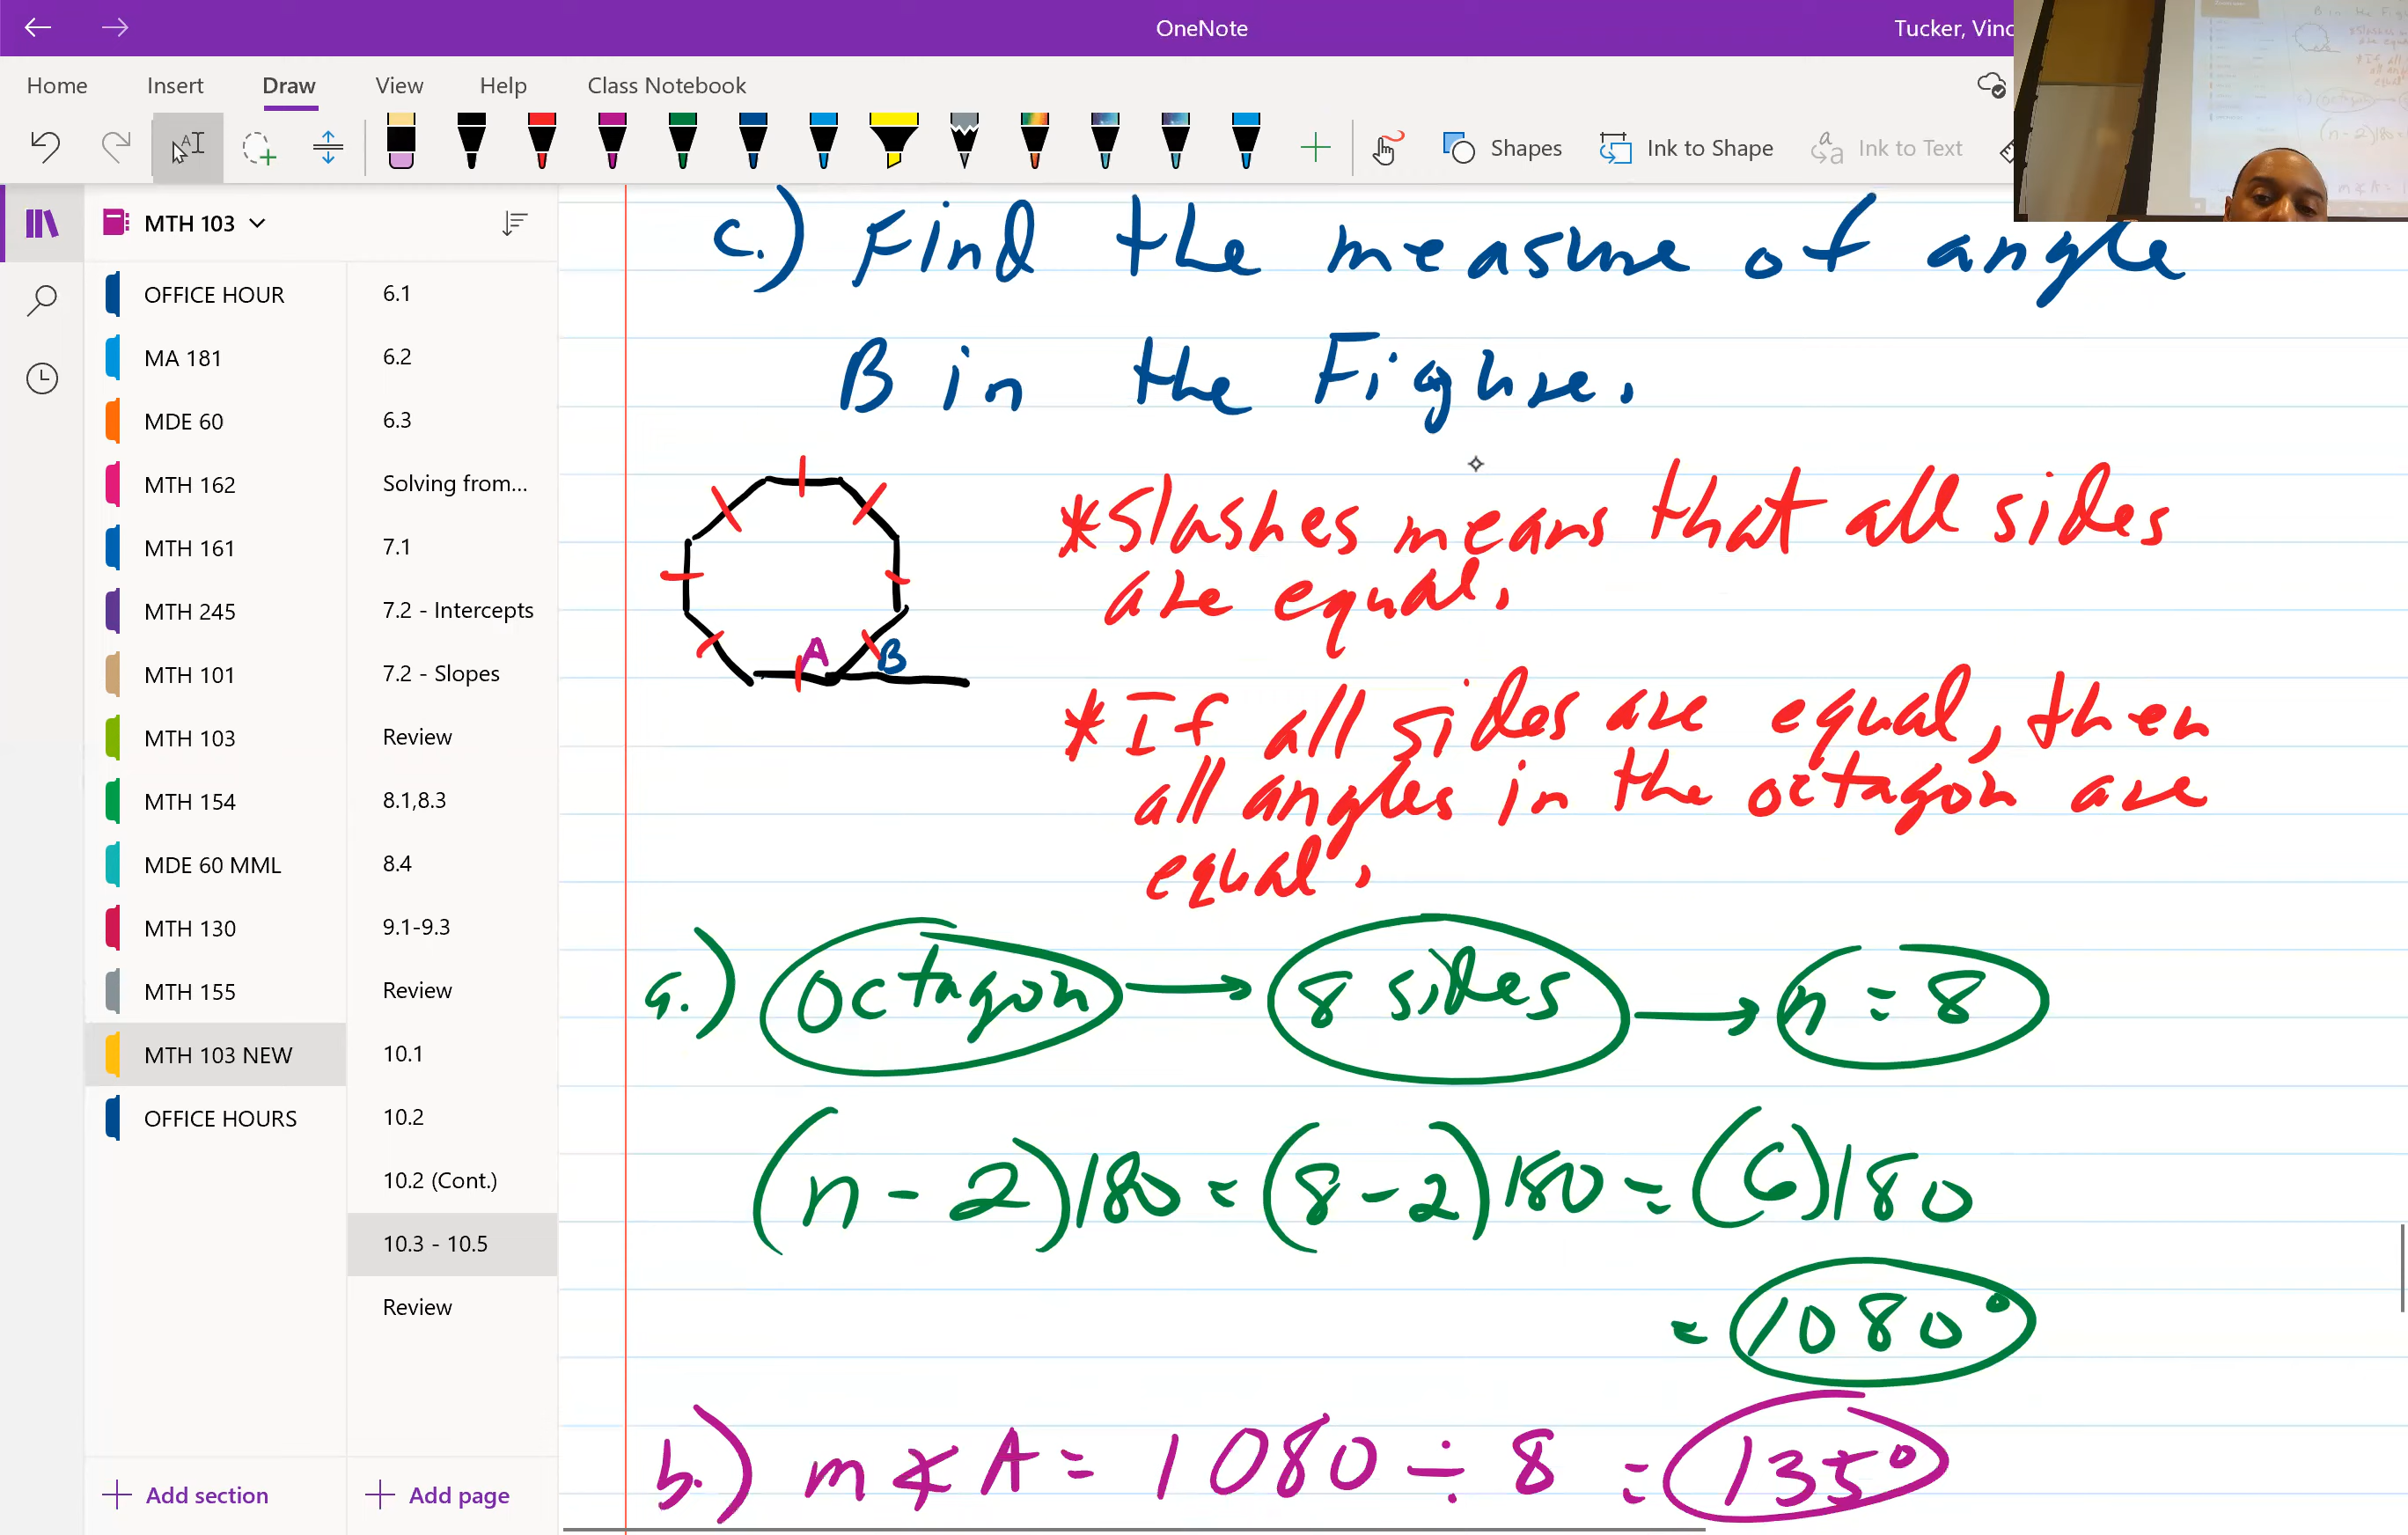 OneNote
Tucker, Vinc
Home Insert Draw View Help Class Notebook
Shapes Ink to Shape Ink to Text
MTH 103
OFFICE HOUR
MA 181
MDE 60
MTH 162
MTH 161
MTH 245
MTH 101
MTH 103
MTH 154
MDE 60 MML
MTH 130
MTH 155
MTH 103 NEW
OFFICE HOURS
Add section
6.1
6.2
6.3
Solving from...
7.1
7.2 - Intercepts
7.2 - Slopes
Review
8.1,8.3
8.4
9.1-9.3
Review
10.1
10.2
10.2 (Cont.)
10.3 - 10.5
Review
Add page
c.) Find the measure of angle
B in the Figure.
A B
*Slashes means that all sides
are equal.
*If all sides are equal, then
all angles in the octagon are
equal.
a.) Octagon → 8 sides → n = 8
(n - 2)180 = (8 - 2)180 = (6)180
= 1080°
b.) m∡A = 1080 ÷ 8 = 135°